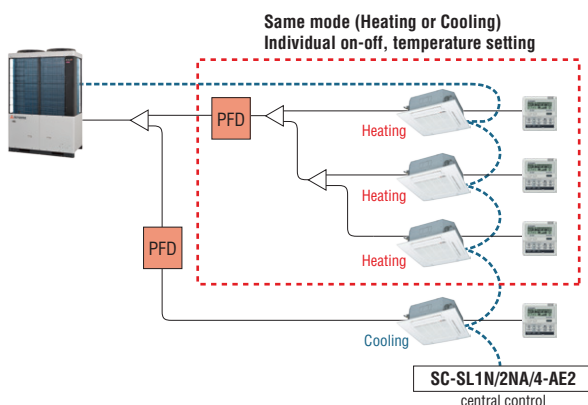 Same mode (Heating or Cooling)
Individual on-off, temperature setting
PFD
Heating
Heating
PFD
Heating
Cooling
SC-SL1N/2NA/4-AE2
central control